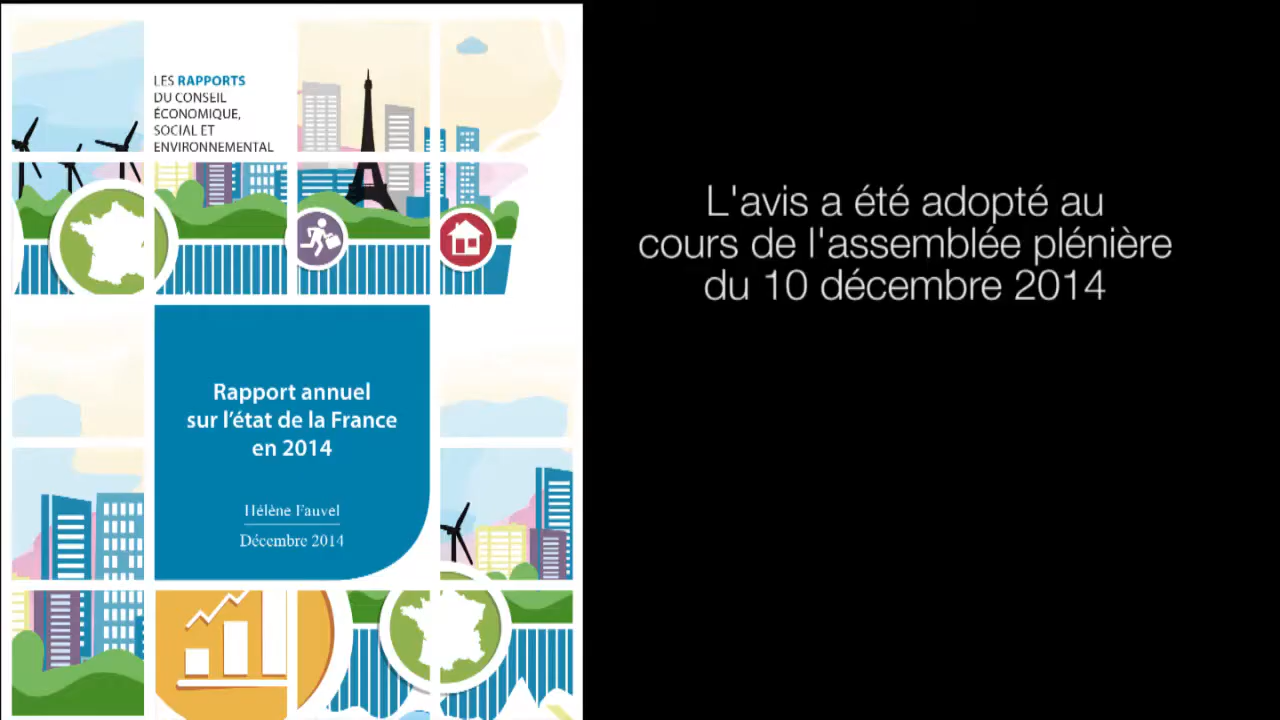 LES RAPPORTS
DU CONSEIL
ÉCONOMIQUE,
SOCIAL ET
ENVIRONNEMENTAL
Rapport annuel
sur l'état de la France
en 2014
Hélène Fauvel
Décembre 2014
L'avis a été adopté au
cours de l'assemblée plénière
du 10 décembre 2014